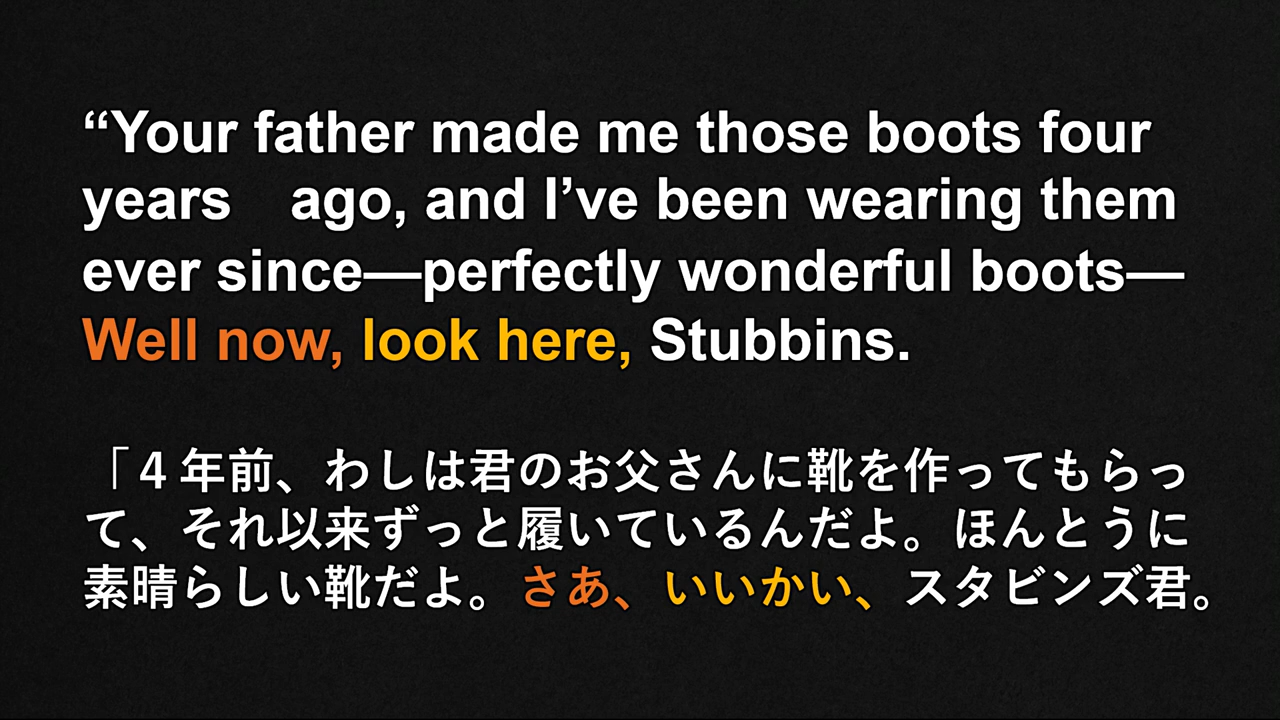 “Your father made me those boots four
years　ago, and I’ve been wearing them
ever since—perfectly wonderful boots—
Well now, look here, Stubbins.
「４年前、わしは君のお父さんに靴を作ってもらっ
て、それ以来ずっと履いているんだよ。ほんとうに
素晴らしい靴だよ。さあ、いいかい、スタビンズ君。